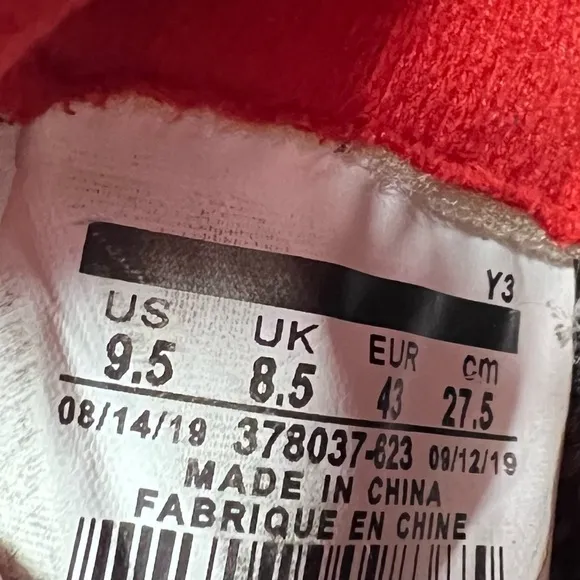 Y3
US UK EUR cm
9.5 8.5 43 27.5
08/14/19 378037-623 09/12/19
MADE IN CHINA
FABRIQUE EN CHINE